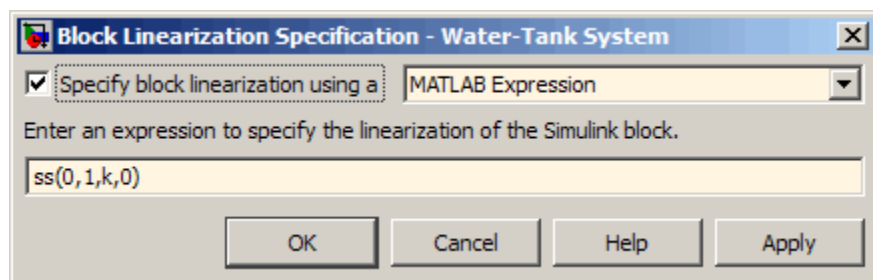 Block Linearization Specification - Water-Tank System
Specify block linearization using a MATLAB Expression
Enter an expression to specify the linearization of the Simulink block.
ss(0,1,k,0)
OK Cancel Help Apply